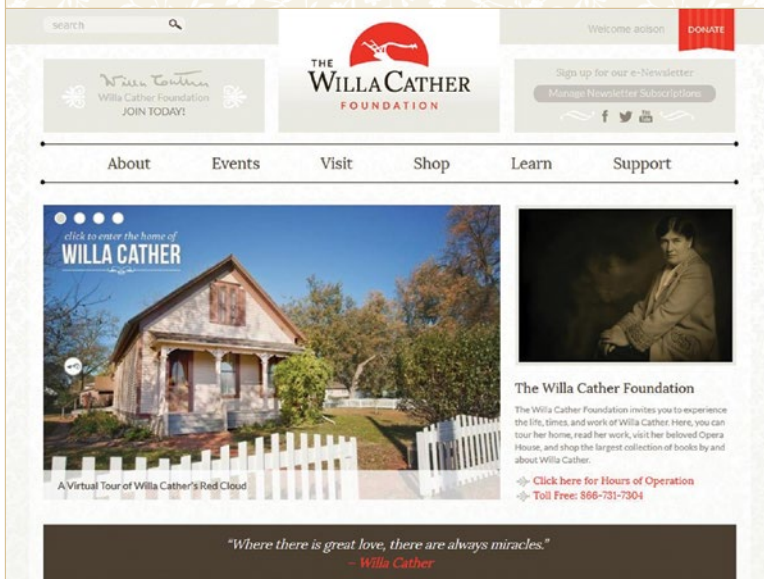 search
Welcome aolson
DONATE
Willa Cather
Willa Cather Foundation
JOIN TODAY!
THE
WILLA CATHER
FOUNDATION
Sign up for our e-Newsletter
Manage Newsletter Subscriptions
f
You
Tube
About Events Visit Shop Learn Support
click to enter the home of
WILLA CATHER
A Virtual Tour of Willa Cather's Red Cloud
The Willa Cather Foundation
The Willa Cather Foundation invites you to experience
the life, times, and work of Willa Cather. Here, you can
tour her home, read her work, visit her beloved Opera
House, and shop the largest collection of books by and
about Willa Cather.
Click here for Hours of Operation
Toll Free: 866-731-7304
“Where there is great love, there are always miracles.”
– Willa Cather